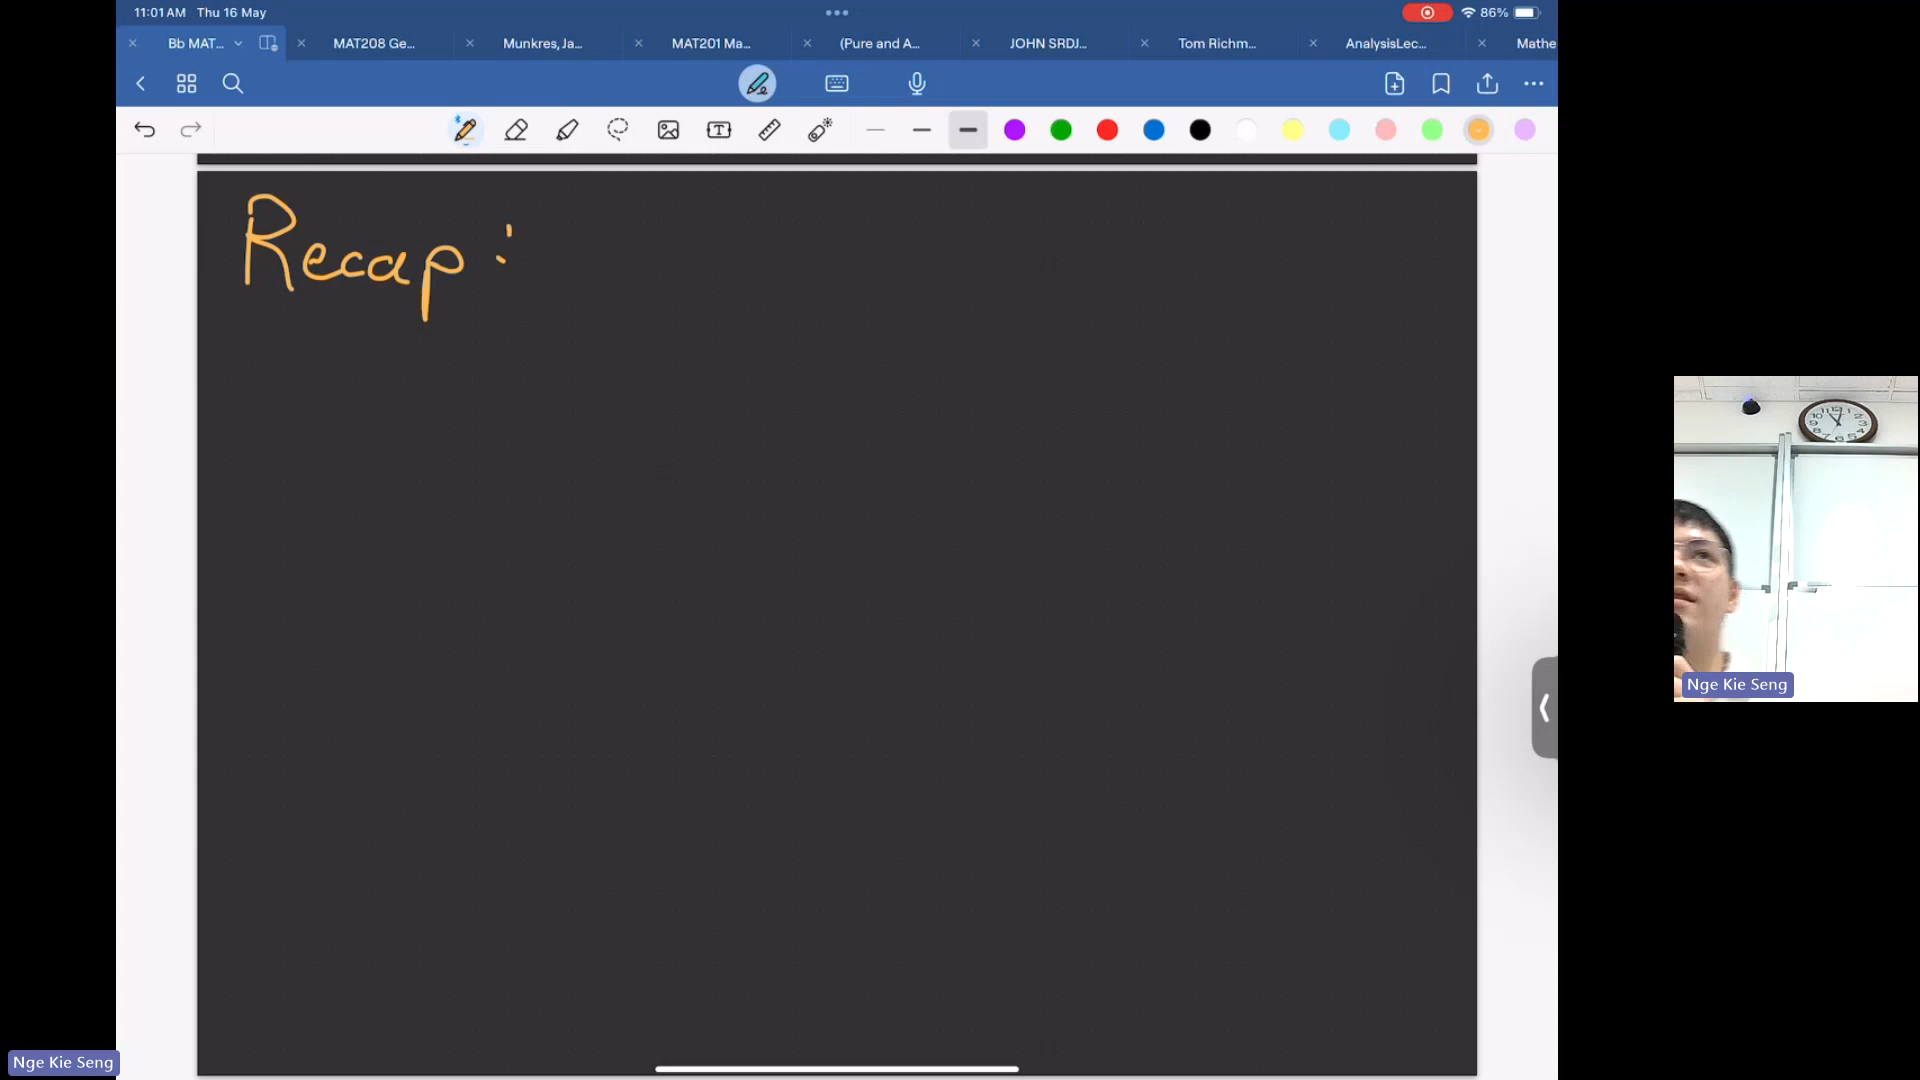 11:01 AM Thu 16 May
86%
Bb MAT...
MAT208 Ge...
Munkres, Ja...
MAT201 Ma...
(Pure and A...
JOHN SRDJ...
Tom Richm...
AnalysisLec...
Mathe
Recap :
Nge Kie Seng
Nge Kie Seng